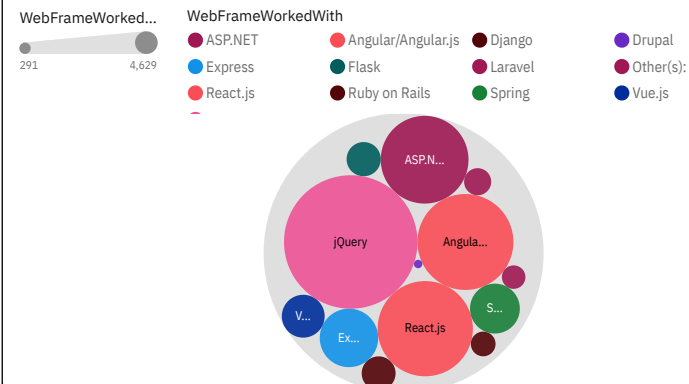 WebFrameWorked...
WebFrameWorkedWith
ASP.NET Angular/Angular.js Django Drupal
291 4,629
Express Flask Laravel Other(s):
React.js Ruby on Rails Spring Vue.js
ASP.N...
jQuery Angula...
V... S...
Ex... React.js